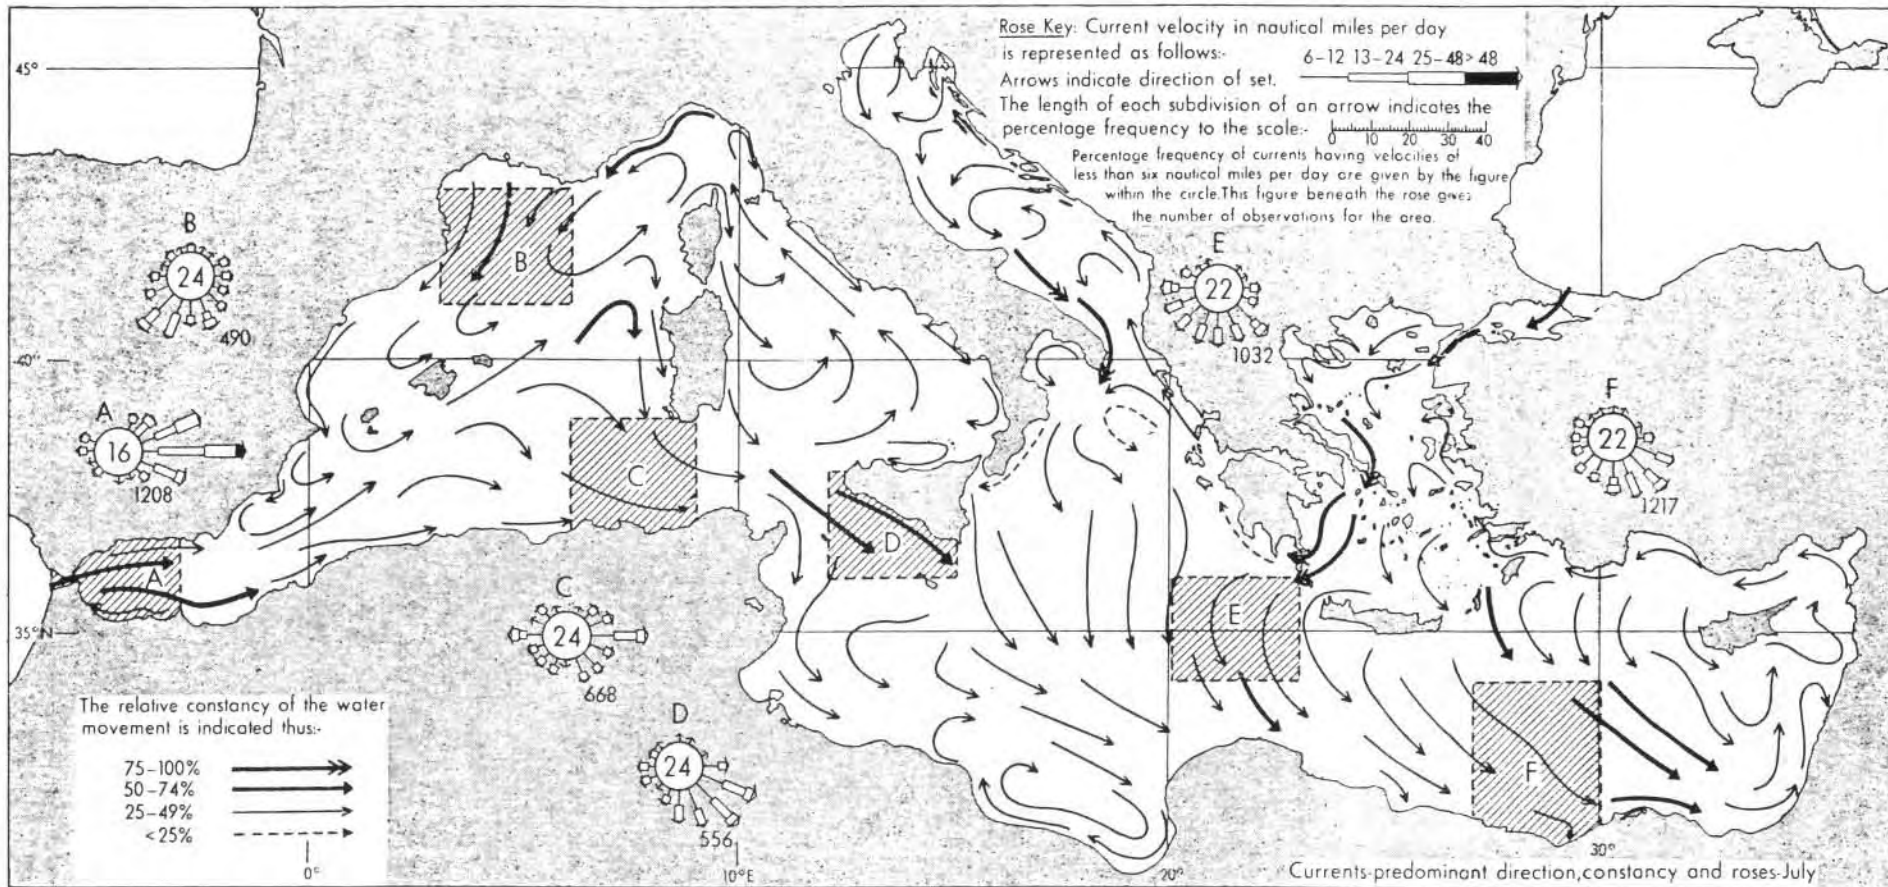 Rose Key: Current velocity in nautical miles per day
is represented as follows:-
6-12 13-24 25-48 >48
Arrows indicate direction of set.
The length of each subdivision of an arrow indicates the
percentage frequency to the scale:-
0 10 20 30 40
Percentage frequency of currents having velocities of
less than six nautical miles per day are given by the figure
within the circle. This figure beneath the rose gives
the number of observations for the area.
45°
B
24
490
40°
A
16
1208
E
22
1032
F
22
1217
B
C
D
A
E
F
35°N
C
24
668
D
24
556
The relative constancy of the water
movement is indicated thus:-
75-100%
50-74%
25-49%
<25%
0°
10°E
20°
30°
Currents-predominant direction, constancy and roses-July